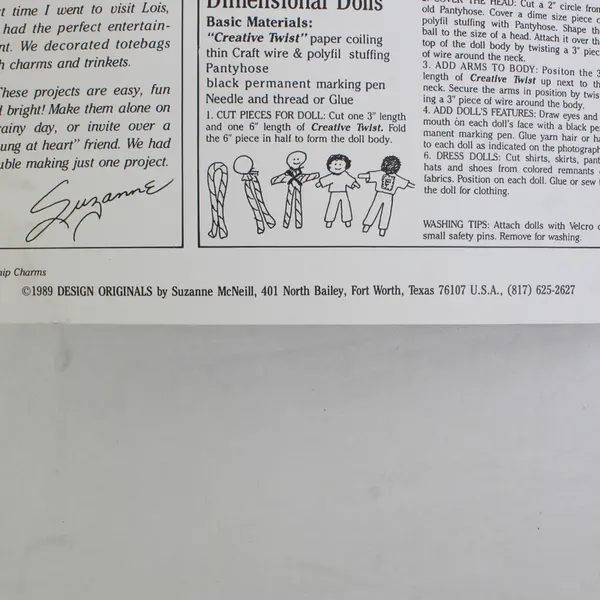 t time I went to visit Lois,
had the perfect entertain-
nt. We decorated totebags
h charms and trinkets.
hese projects are easy, fun
d bright! Make them alone on
rainy day, or invite over a
ung at heart" friend. We had
uble making just one project.
Suzanne
Dimensional Dolls
Basic Materials:
"Creative Twist" paper coiling
thin Craft wire & polyfil stuffing
Pantyhose
black permanent marking pen
Needle and thread or Glue
1. CUT PIECES FOR DOLL: Cut one 3" length
and one 6" length of Creative Twist. Fold
the 6" piece in half to form the doll body.
2. COVER THE HEAD: Cut a 2" circle from
old Pantyhose. Cover a dime size piece o
polyfil stuffing with Pantyhose. Shape th
ball to the size of a head. Attach it over th
top of the doll body by twisting a 3" piec
of wire around the neck.
3. ADD ARMS TO BODY: Positon the 3
length of Creative Twist up next to th
neck. Secure the arms in position by twis
ing a 3" piece of wire around the body.
4. ADD DOLL'S FEATURES: Draw eyes and
mouth on each doll's face with a black pe
manent marking pen. Glue yarn hair or ha
to each doll as indicated on the photograph
6. DRESS DOLLS: Cut shirts, skirts, pant
hats and shoes from colored remnants
fabrics. Position on each doll. Glue or sew
the doll for clothing.
WASHING TIPS: Attach dolls with Velcro o
small safety pins. Remove for washing.
hip Charms
©1989 DESIGN ORIGINALS by Suzanne McNeill, 401 North Bailey, Fort Worth, Texas 76107 U.S.A., (817) 625-2627